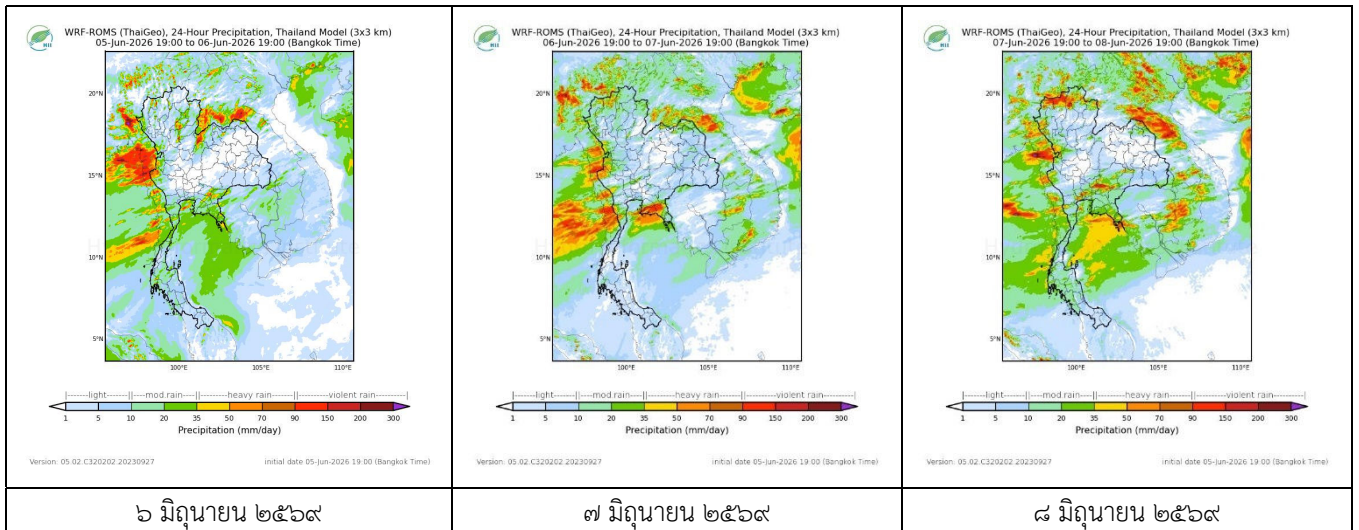 HII
WRF-ROMS (ThaiGeo), 24-Hour Precipitation, Thailand Model (3x3 km)
05-Jun-2026 19:00 to 06-Jun-2026 19:00 (Bangkok Time)
20°N
15°N
10°N
5°N
100°E 105°E 110°E
|------light------||----mod.rain----||------heavy rain------||------violent rain------|
1 5 10 20 35 50 70 90 150 200 300
Precipitation (mm/day)
Version: 05.02.C320202.20230927 initial date 05-Jun-2026 19:00 (Bangkok Time)
๖ มิถุนายน ๒๕๖๙
HII
WRF-ROMS (ThaiGeo), 24-Hour Precipitation, Thailand Model (3x3 km)
06-Jun-2026 19:00 to 07-Jun-2026 19:00 (Bangkok Time)
20°N
15°N
10°N
5°N
100°E 105°E 110°E
|------light------||----mod.rain----||------heavy rain------||------violent rain------|
1 5 10 20 35 50 70 90 150 200 300
Precipitation (mm/day)
Version: 05.02.C320202.20230927 initial date 05-Jun-2026 19:00 (Bangkok Time)
๗ มิถุนายน ๒๕๖๙
HII
WRF-ROMS (ThaiGeo), 24-Hour Precipitation, Thailand Model (3x3 km)
07-Jun-2026 19:00 to 08-Jun-2026 19:00 (Bangkok Time)
20°N
15°N
10°N
5°N
100°E 105°E 110°E
|------light------||----mod.rain----||------heavy rain------||------violent rain------|
1 5 10 20 35 50 70 90 150 200 300
Precipitation (mm/day)
Version: 05.02.C320202.20230927 initial date 05-Jun-2026 19:00 (Bangkok Time)
๘ มิถุนายน ๒๕๖๙